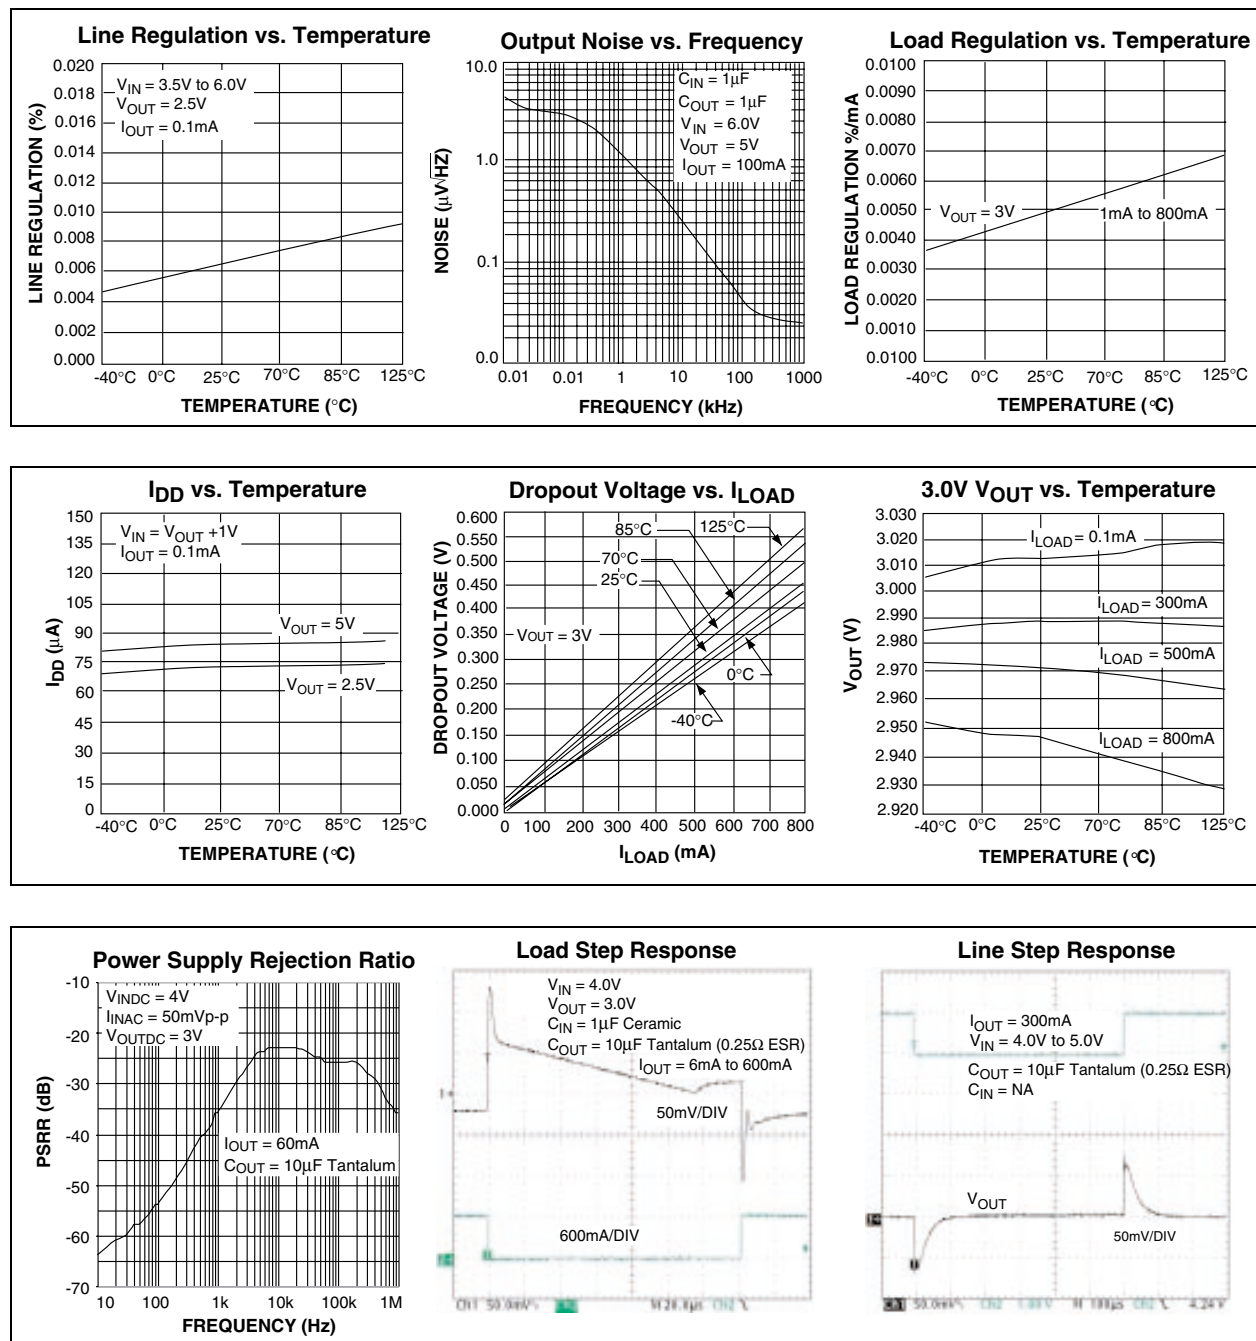 Line Regulation vs. Temperature
0.020
0.018
0.016
0.014
0.012
0.010
0.008
0.006
0.004
0.002
0.000
LINE REGULATION (%)
VIN = 3.5V to 6.0V
VOUT = 2.5V
IOUT = 0.1mA
-40°C 0°C 25°C 70°C 85°C 125°C
TEMPERATURE (°C)
Output Noise vs. Frequency
10.0
1.0
0.1
0.0
NOISE (μV√HZ)
CIN = 1μF
COUT = 1μF
VIN = 6.0V
VOUT = 5V
IOUT = 100mA
0.01 0.01 1 10 100 1000
FREQUENCY (kHz)
Load Regulation vs. Temperature
0.0100
0.0090
0.0080
0.0070
0.0060
0.0050
0.0040
0.0030
0.0020
0.0010
0.0100
LOAD REGULATION %/mA
VOUT = 3V
1mA to 800mA
-40°C 0°C 25°C 70°C 85°C 125°C
TEMPERATURE (°C)
IDD vs. Temperature
150
135
120
105
90
75
60
45
30
15
0
IDD (μA)
VIN = VOUT +1V
IOUT = 0.1mA
VOUT = 5V
VOUT = 2.5V
-40°C 0°C 25°C 70°C 85°C 125°C
TEMPERATURE (°C)
Dropout Voltage vs. ILOAD
0.600
0.550
0.500
0.450
0.400
0.350
0.300
0.250
0.200
0.150
0.100
0.050
0.000
DROPOUT VOLTAGE (V)
125°C
85°C
70°C
25°C
VOUT = 3V
0°C
-40°C
0 100 200 300 400 500 600 700 800
ILOAD (mA)
3.0V VOUT vs. Temperature
3.030
3.020
3.010
3.000
2.990
2.980
2.970
2.960
2.950
2.940
2.930
2.920
VOUT (V)
ILOAD = 0.1mA
ILOAD = 300mA
ILOAD = 500mA
ILOAD = 800mA
-40°C 0°C 25°C 70°C 85°C 125°C
TEMPERATURE (°C)
Power Supply Rejection Ratio
-10
-20
-30
-40
-50
-60
-70
PSRR (dB)
VINDC = 4V
IINAC = 50mVp-p
VOUTDC = 3V
IOUT = 60mA
COUT = 10μF Tantalum
10 100 1k 10k 100k 1M
FREQUENCY (Hz)
Load Step Response
VIN = 4.0V
VOUT = 3.0V
CIN = 1μF Ceramic
COUT = 10μF Tantalum (0.25Ω ESR)
IOUT = 6mA to 600mA
50mV/DIV
600mA/DIV
Line Step Response
IOUT = 300mA
VIN = 4.0V to 5.0V
COUT = 10μF Tantalum (0.25Ω ESR)
CIN = NA
VOUT
50mV/DIV